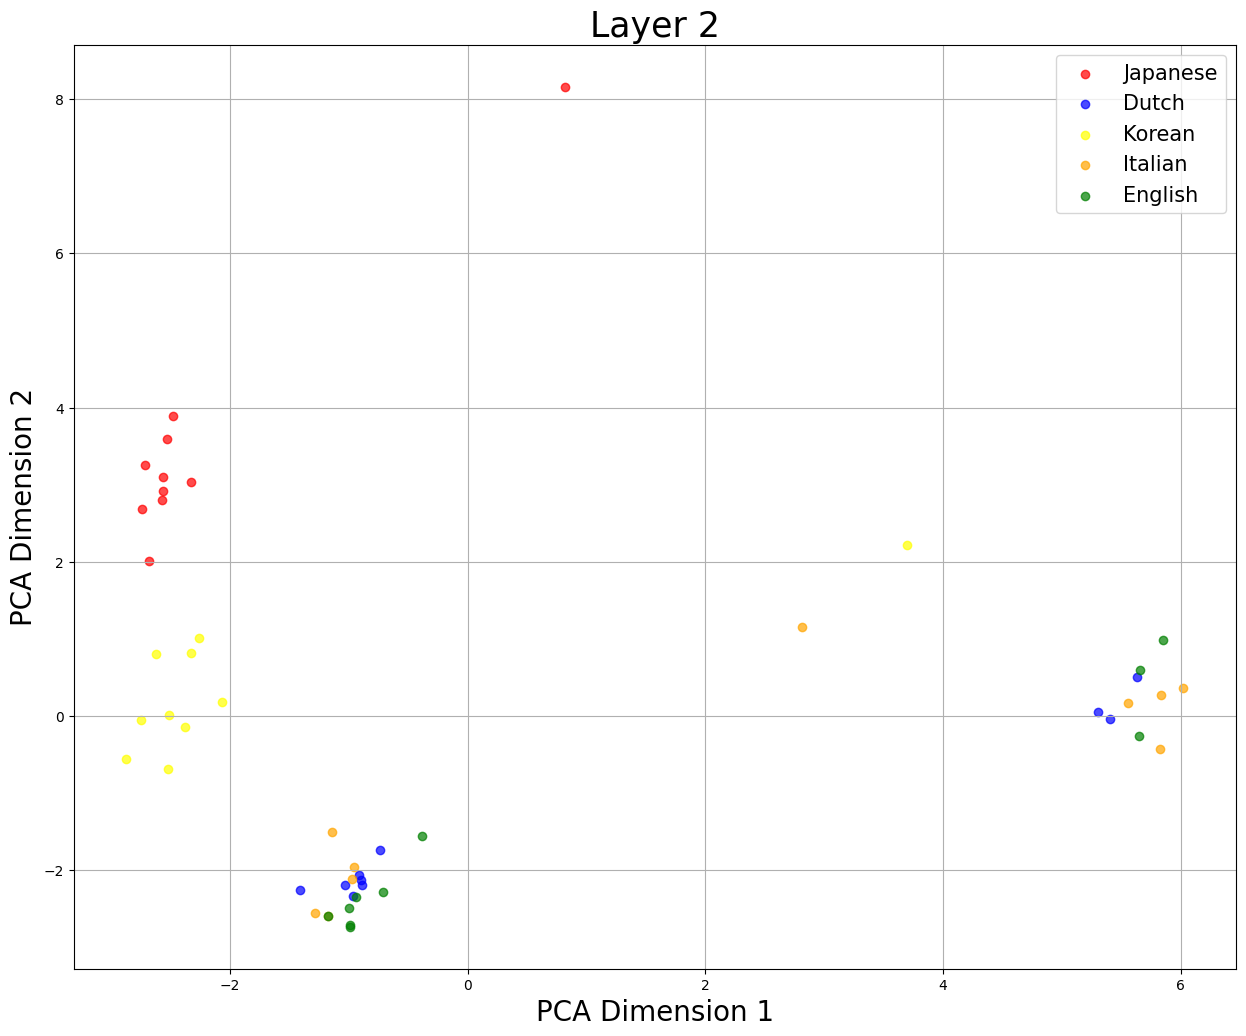 Layer 2
Japanese
Dutch
Korean
Italian
English
8
6
4
2
0
−2
PCA Dimension 2
−2
0
2
4
6
PCA Dimension 1